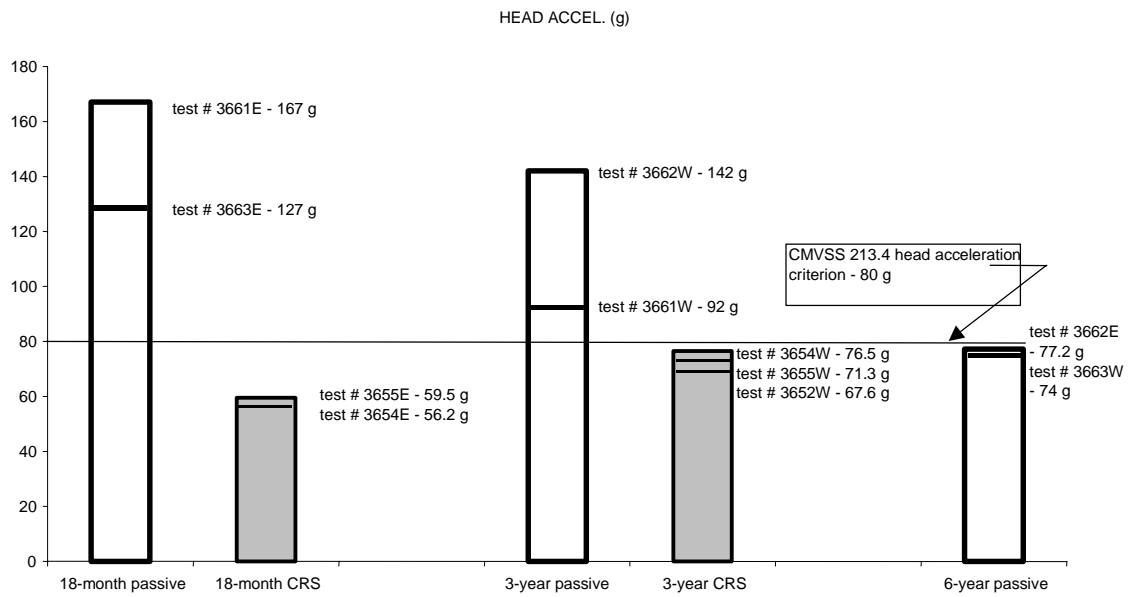 HEAD ACCEL. (g)
180
160
140
120
100
80
60
40
20
0
test # 3661E - 167 g
test # 3663E - 127 g
test # 3655E - 59.5 g
test # 3654E - 56.2 g
test # 3662W - 142 g
test # 3661W - 92 g
test # 3654W - 76.5 g
test # 3655W - 71.3 g
test # 3652W - 67.6 g
CMVSS 213.4 head acceleration
criterion - 80 g
test # 3662E
- 77.2 g
test # 3663W
- 74 g
18-month passive
18-month CRS
3-year passive
3-year CRS
6-year passive